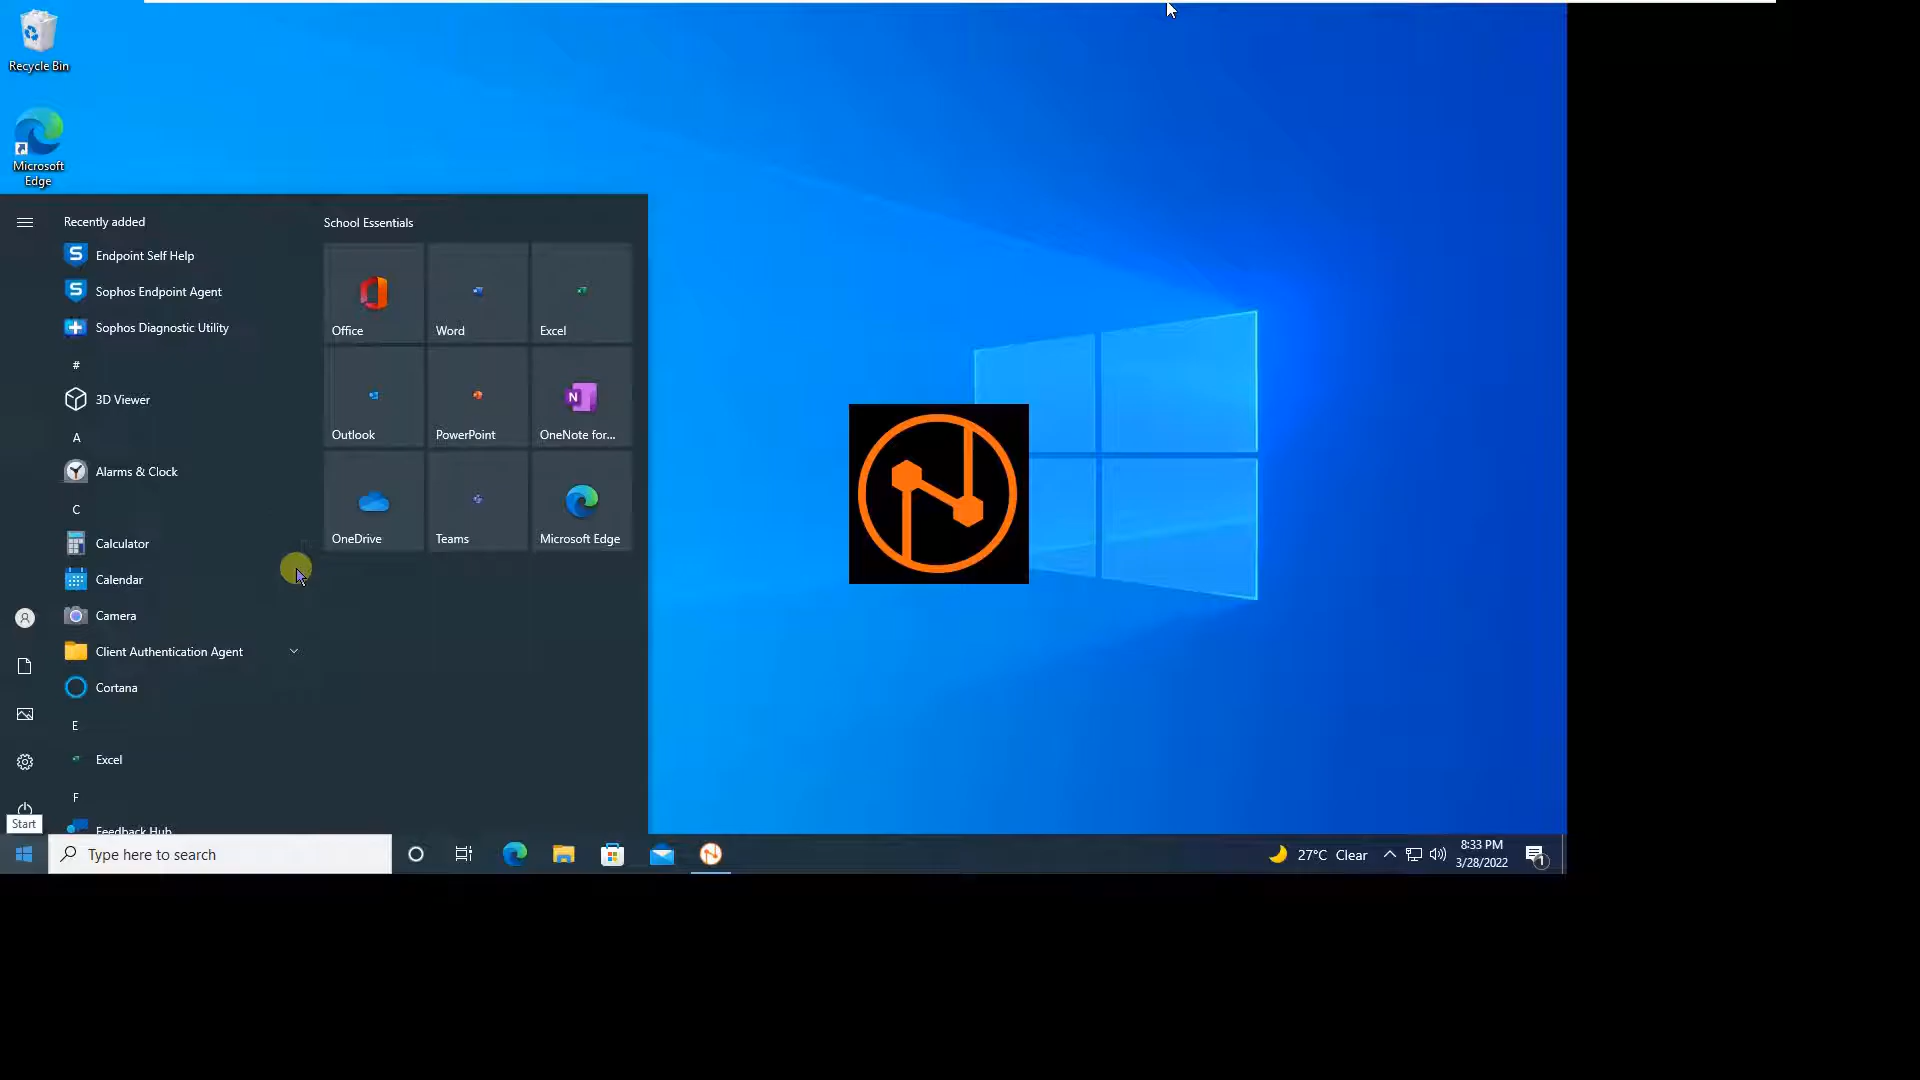 Recycle Bin
Microsoft
Edge
Recently added
Endpoint Self Help
Sophos Endpoint Agent
Sophos Diagnostic Utility
#
3D Viewer
A
Alarms & Clock
C
Calculator
Calendar
Camera
Client Authentication Agent
Cortana
E
Excel
F
Feedback Hub
School Essentials
Office
Word
Excel
Outlook
PowerPoint
OneNote for...
OneDrive
Teams
Microsoft Edge
Start
Type here to search
27°C Clear
8:33 PM
3/28/2022
1